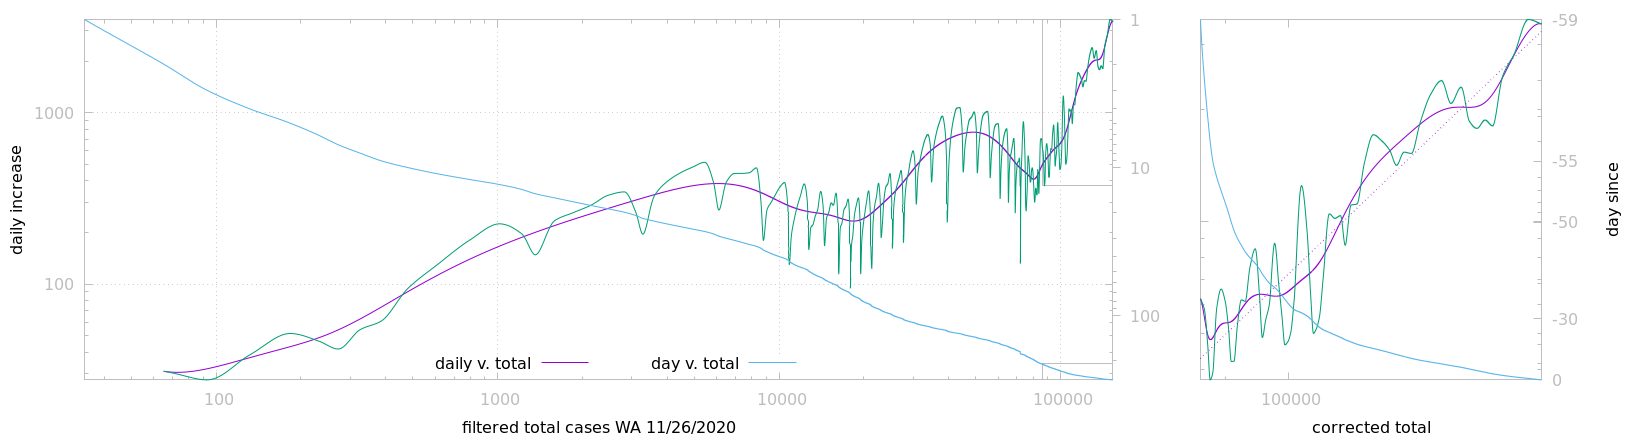 1
-59
1000
daily increase
10
-55
day since
-50
100
100
-30
daily v. total
day v. total
0
100
1000
10000
100000
100000
filtered total cases WA 11/26/2020
corrected total